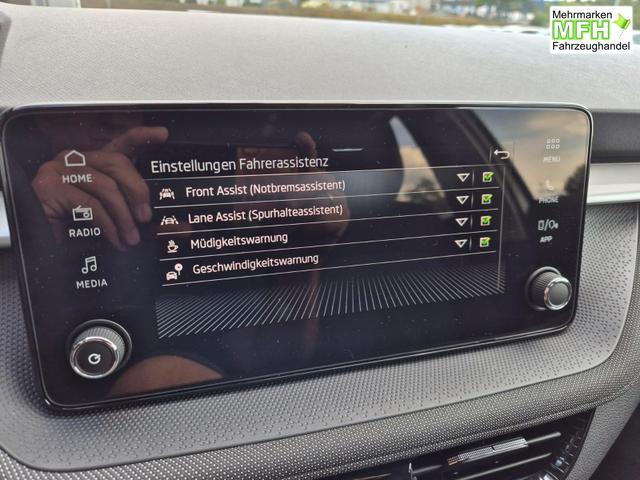 Mehrmarken
MFH
Fahrzeughandel
Einstellungen Fahrerassistenz
HOME
RADIO
MEDIA
Front Assist (Notbremsassistent)
Lane Assist (Spurhalteassistent)
Müdigkeitswarnung
Geschwindigkeitswarnung
MENU
PHONE
APP